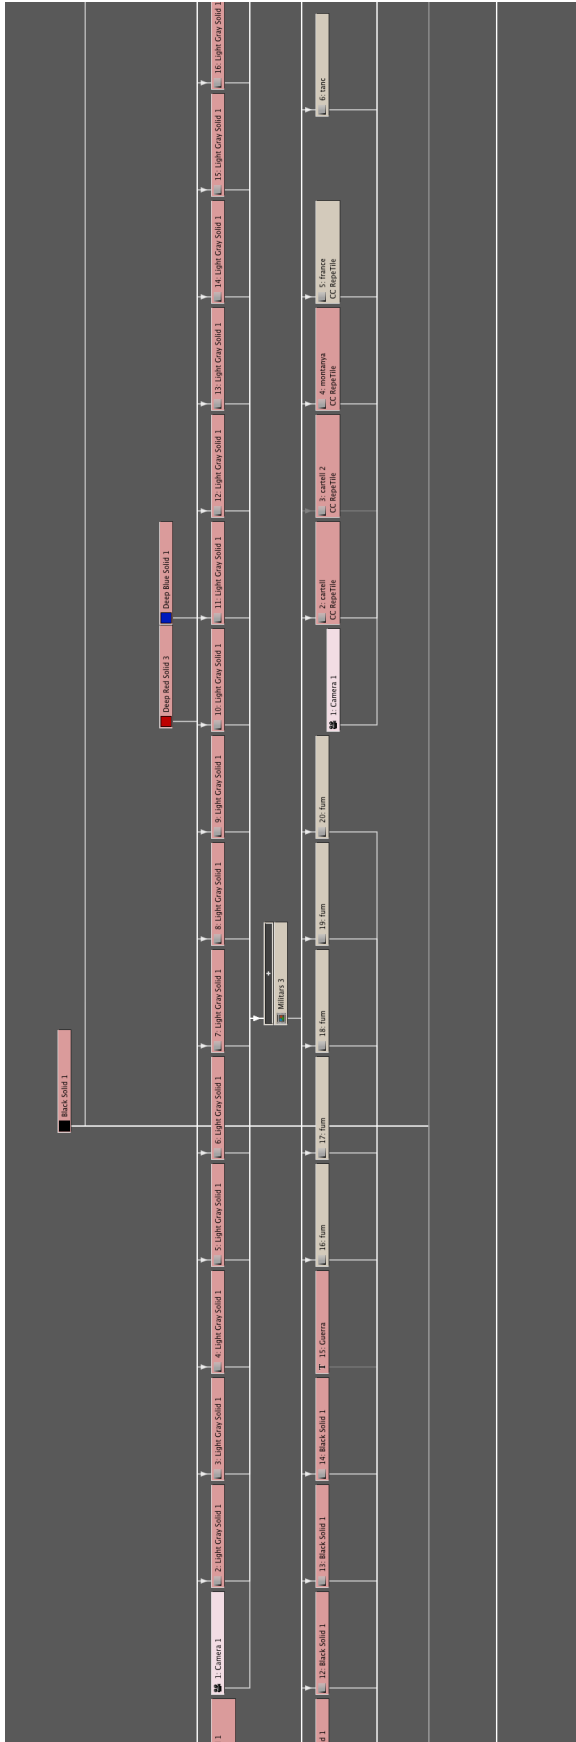 16: Light Gray Solid 1
15: Light Gray Solid 1
14: Light Gray Solid 1
13: Light Gray Solid 1
12: Light Gray Solid 1
11: Light Gray Solid 1
10: Light Gray Solid 1
9: Light Gray Solid 1
8: Light Gray Solid 1
7: Light Gray Solid 1
6: Light Gray Solid 1
5: Light Gray Solid 1
4: Light Gray Solid 1
3: Light Gray Solid 1
2: Light Gray Solid 1
1: Camera 1
1
Deep Blue Solid 1
Deep Red Solid 3
Black Solid 1
+
Militars 3
6: tanc
5: france
CC RepeTile
4: montanya
CC RepeTile
3: cartell 2
CC RepeTile
2: cartell
CC RepeTile
1: Camera 1
20: fum
19: fum
18: fum
17: fum
16: fum
T 15: Guerra
14: Black Solid 1
13: Black Solid 1
12: Black Solid 1
d 1